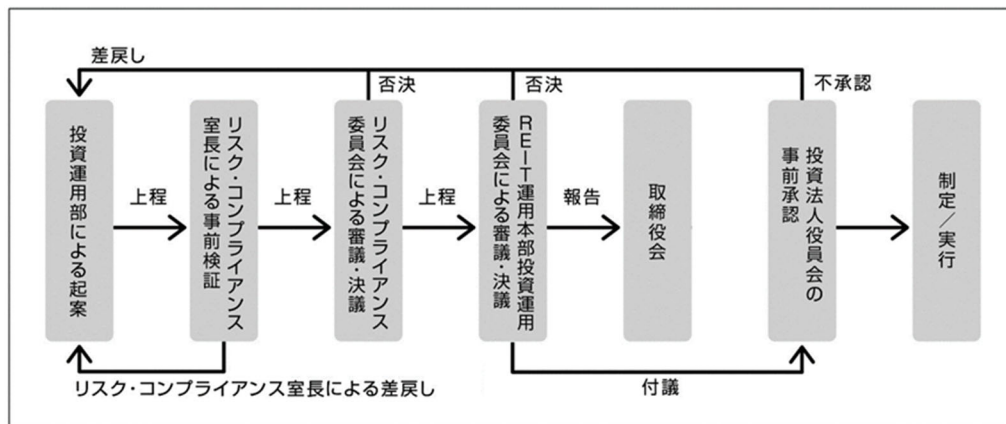 差戻し
否決
否決
不承認
投資運用部による起案
上程
リスク・コンプライアンス
室長による事前検証
上程
リスク・コンプライアンス
委員会による審議・決議
上程
REIT運用本部投資運用
委員会による審議・決議
報告
取締役会
投資法人役員会の
事前承認
制定／実行
リスク・コンプライアンス室長による差戻し
付議